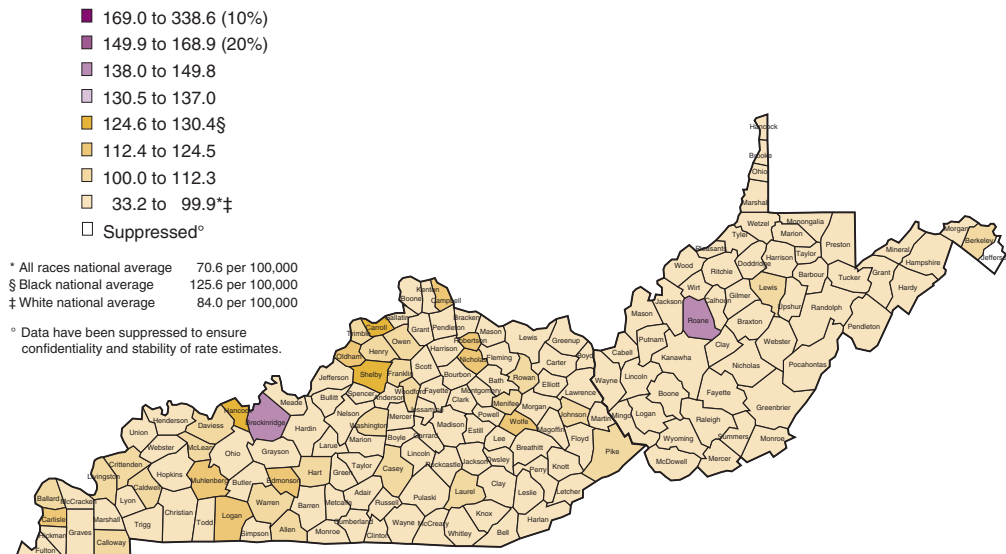 169.0 to 338.6 (10%)
149.9 to 168.9 (20%)
138.0 to 149.8
130.5 to 137.0
124.6 to 130.4§
112.4 to 124.5
100.0 to 112.3
33.2 to 99.9*‡
Suppressed°
* All races national average 70.6 per 100,000
§ Black national average 125.6 per 100,000
‡ White national average 84.0 per 100,000
° Data have been suppressed to ensure
confidentiality and stability of rate estimates.
Hancock
Brooke
Ohio
Marshall
Wetzel Monongalia
Tyler Marion Preston
Morgan
Berkeley
Jeffers
Mineral
Hampshire
Pleasants
Doddridge Harrison Taylor
Wood Ritchie Barbour Tucker Grant Hardy
Wirt Gilmer Lewis Upshur Randolph
Jackson Calhoun
Mason Roane Braxton Pendleton
Putnam Clay Webster
Cabell Kanawha Nicholas Pocahontas
Wayne Lincoln Boone Fayette
Mingo Logan Raleigh Greenbrier
Wyoming Summers Monroe
McDowell Mercer
Kenton
Boone Campbell
Gallatin Grant Pendleton Bracken
Trimble Carroll Owen Robertson Mason Lewis Greenup
Oldham Henry Harrison Nicholas Fleming Carter Boyd
Jefferson Shelby Franklin Scott Bourbon Bath Rowan Elliott Lawrence
Spencer Anderson Woodford Fayette Montgomery Menifee Morgan
Bullitt Jessamine Clark Powell Wolfe Johnson Martin
Meade Nelson Washington Mercer Madison Estill Magoffin
Hancock Breckinridge Hardin Marion Boyle Garrard Lee Breathitt Floyd Pike
Henderson Daviess Larue Lincoln Jackson Owsley
Union McLean Ohio Grayson Taylor Casey Rockcastle Perry Knott
Webster Hart Green Clay Leslie Letcher
Crittenden Hopkins Muhlenberg Butler Edmonson Adair Pulaski Laurel
Livingston Caldwell Warren Barren Metcalfe Russell Knox Harlan
Ballard McCracken Lyon Christian Logan Cumberland Wayne McCreary Whitley Bell
Carlisle Marshall Trigg Todd Simpson Allen Monroe Clinton
Hickman Graves Calloway
Fulton